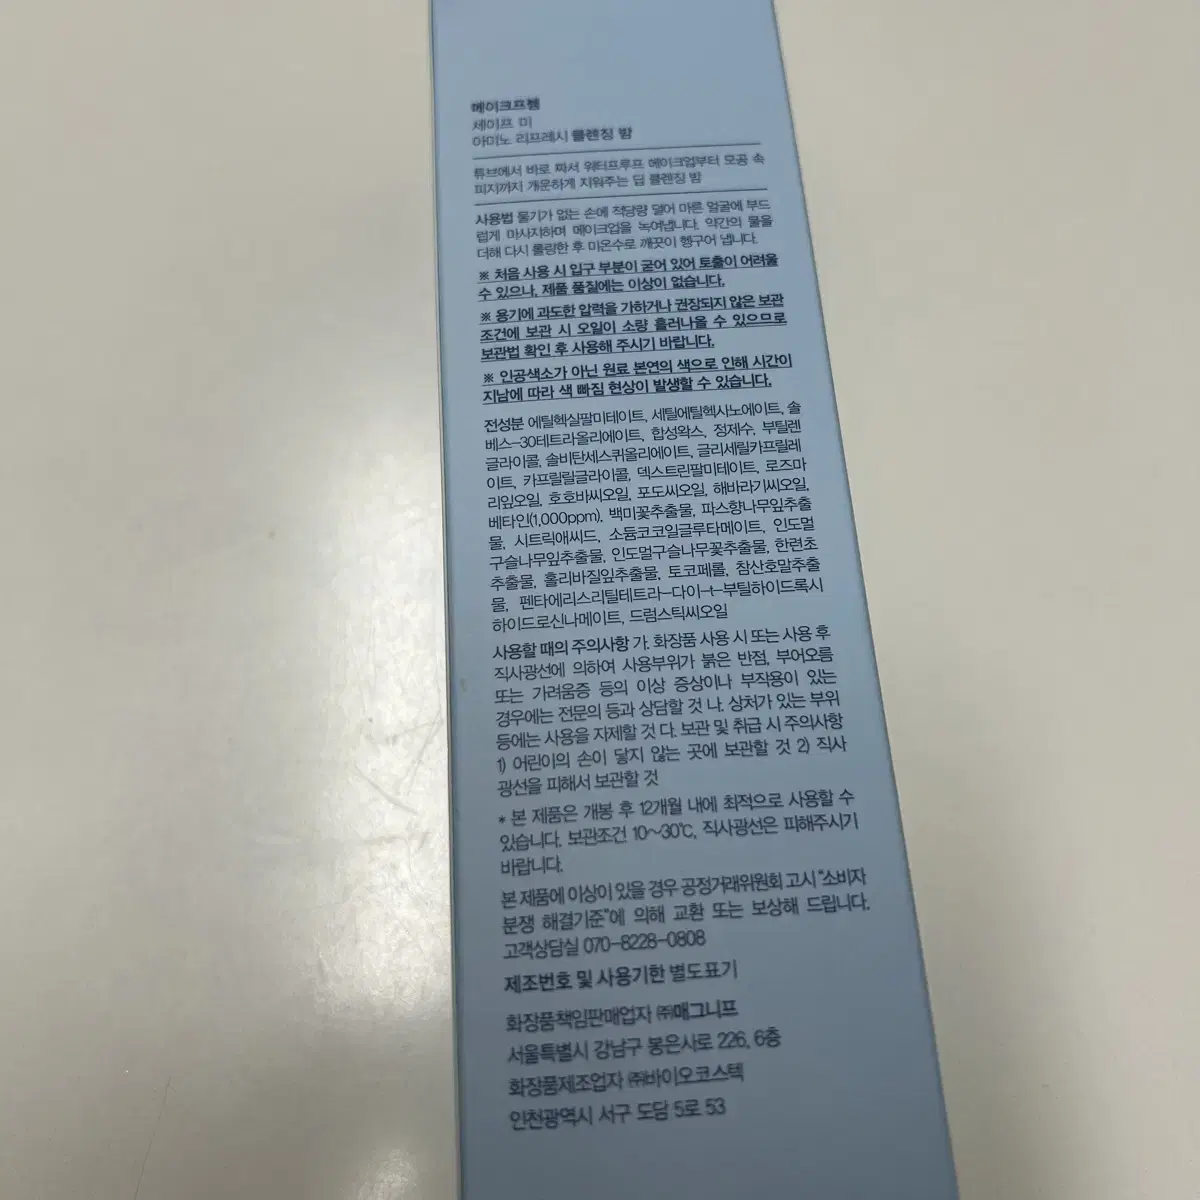 메이크프렘
세이프 미
아미노 리프레시 클렌징 밤
튜브에서 바로 짜서 워터프루프 메이크업부터 모공 속
피지까지 개운하게 지워주는 딥 클렌징 밤
사용법 물기가 없는 손에 적당량 덜어 마른 얼굴에 부드
럽게 마사지하며 메이크업을 녹여냅니다. 약간의 물을
더해 다시 롤링한 후 미온수로 깨끗이 헹구어 냅니다.
※ 처음 사용 시 입구 부분이 굳어 있어 토출이 어려울
수 있으나, 제품 품질에는 이상이 없습니다.
※ 용기에 과도한 압력을 가하거나 권장되지 않은 보관
조건에 보관 시 오일이 소량 흘러나올 수 있으므로
보관법 확인 후 사용해 주시기 바랍니다.
※ 인공색소가 아닌 원료 본연의 색으로 인해 시간이
지남에 따라 색 빠짐 현상이 발생할 수 있습니다.
전성분 에틸헥실팔미테이트, 세틸에틸헥사노에이트, 솔
베스-30테트라올리에이트, 합성왁스, 정제수, 부틸렌
글라이콜, 솔비탄세스퀴올리에이트, 글리세릴카프릴레
이트, 카프릴릴글라이콜, 덱스트린팔미테이트, 로즈마
리잎오일, 호호바씨오일, 포도씨오일, 해바라기씨오일,
베타인(1,000ppm), 백미꽃추출물, 파스향나무잎추출
물, 시트릭애씨드, 소듐코코일글루타메이트, 인도멀
구슬나무잎추출물, 인도멀구슬나무꽃추출물, 한련초
추출물, 홀리바질잎추출물, 토코페롤, 참산호말추출
물, 펜타에리스리틸테트라-다이-t-부틸하이드록시
하이드로신나메이트, 드럼스틱씨오일
사용할 때의 주의사항 가. 화장품 사용 시 또는 사용 후
직사광선에 의하여 사용부위가 붉은 반점, 부어오름
또는 가려움증 등의 이상 증상이나 부작용이 있는
경우에는 전문의 등과 상담할 것 나. 상처가 있는 부위
등에는 사용을 자제할 것 다. 보관 및 취급 시 주의사항
1) 어린이의 손이 닿지 않는 곳에 보관할 것 2) 직사
광선을 피해서 보관할 것
* 본 제품은 개봉 후 12개월 내에 최적으로 사용할 수
있습니다. 보관조건 10~30℃, 직사광선은 피해주시기
바랍니다.
본 제품에 이상이 있을 경우 공정거래위원회 고시 "소비자
분쟁 해결기준"에 의해 교환 또는 보상해 드립니다.
고객상담실 070-8228-0808
제조번호 및 사용기한 별도표기
화장품책임판매업자 ㈜매그니프
서울특별시 강남구 봉은사로 226, 6층
화장품제조업자 ㈜바이오코스텍
인천광역시 서구 도담 5로 53